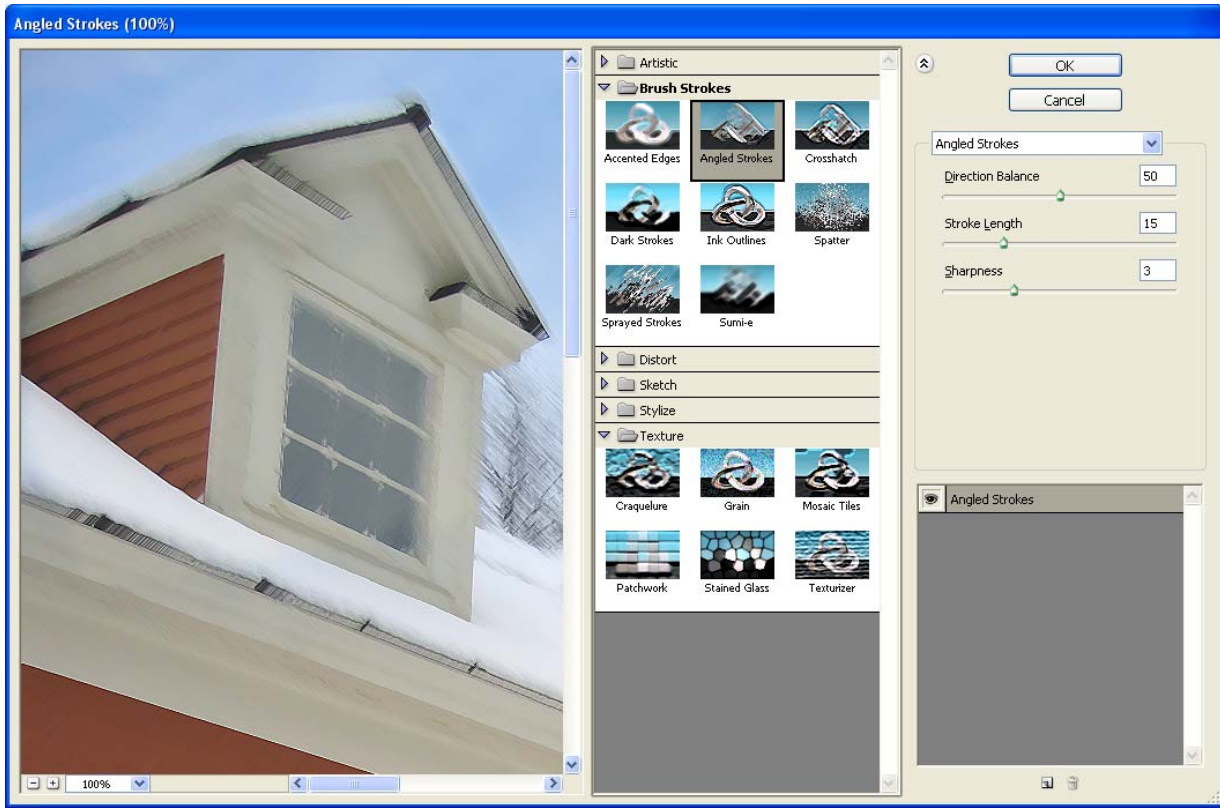 Angled Strokes (100%)
Artistic
Brush Strokes
Accented Edges
Angled Strokes
Crosshatch
Dark Strokes
Ink Outlines
Spatter
Sprayed Strokes
Sumi-e
Distort
Sketch
Stylize
Texture
Craquelure
Grain
Mosaic Tiles
Patchwork
Stained Glass
Texturizer
OK
Cancel
Angled Strokes
Direction Balance 50
Stroke Length 15
Sharpness 3
Angled Strokes
100%